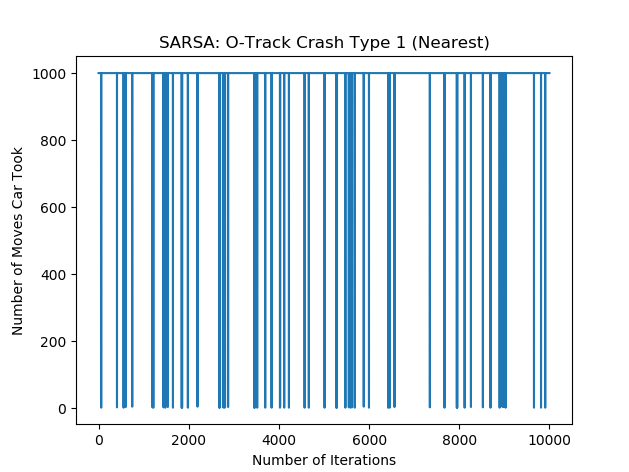 SARSA: O-Track Crash Type 1 (Nearest)
Number of Moves Car Took
1000
800
600
400
200
0
0 2000 4000 6000 8000 10000
Number of Iterations